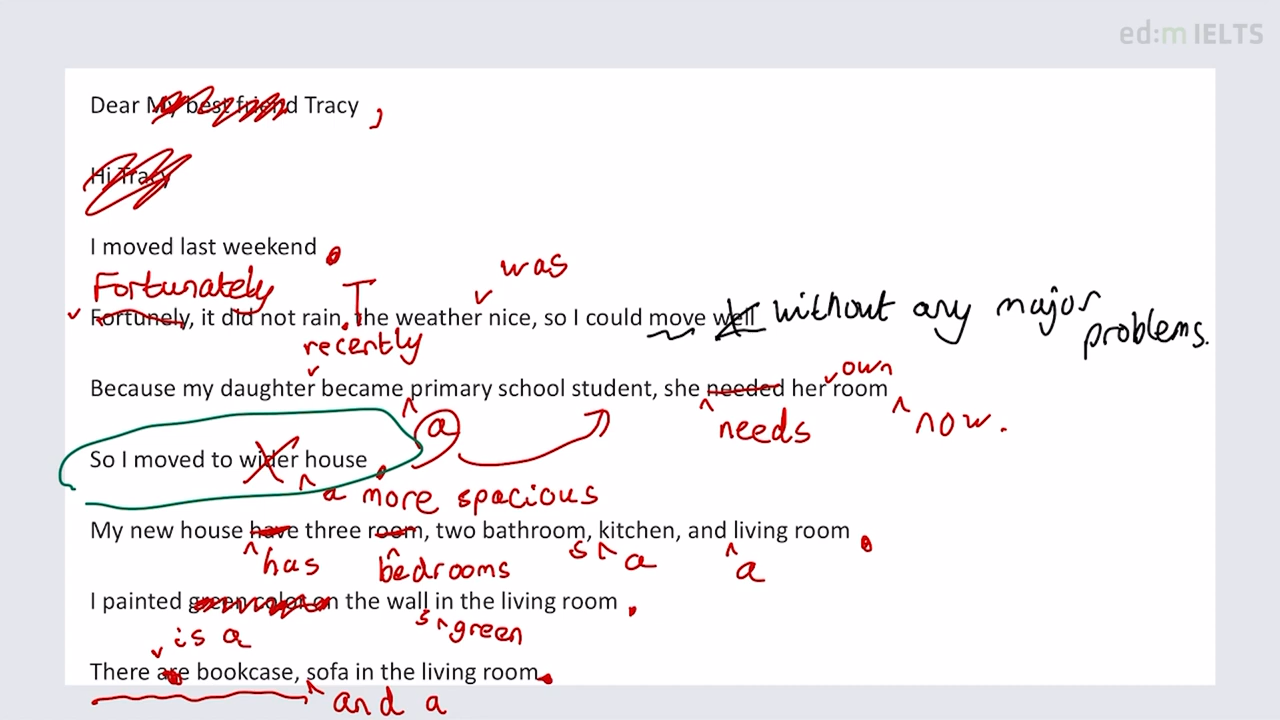 ed:m IELTS
Dear My best friend Tracy ,
Hi Tracy
I moved last weekend .
Fortunately T was
Fortunely, it did not rain, the weather nice, so I could move well without any major
problems.
recently
Because my daughter became primary school student, she needed her room
own
a needs now.
So I moved to wider house
a more spacious
My new house have three room, two bathroom, kitchen, and living room .
has bedrooms s a a
I painted green color on the wall in the living room .
is a s green
There are bookcase, sofa in the living room.
and a